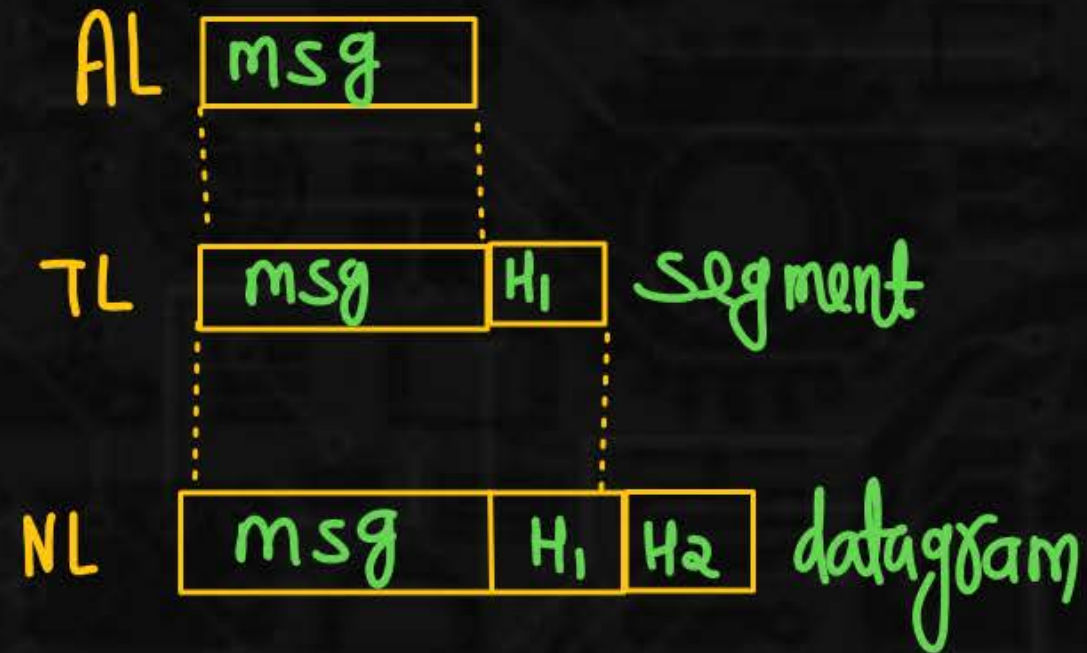 AL msg
TL msg H₁ segment
NL msg H₁ H₂ datagram